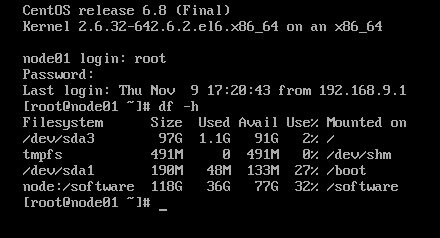 CentOS release 6.8 (Final)
Kernel 2.6.32-642.6.2.el6.x86_64 on an x86_64
node01 login: root
Password:
Last login: Thu Nov  9 17:20:43 from 192.168.9.1
[root@node01 ~]# df -h
Filesystem      Size  Used Avail Use% Mounted on
/dev/sda3        97G  1.1G   91G   2% /
tmpfs           491M     0  491M   0% /dev/shm
/dev/sda1       190M   48M  133M  27% /boot
node:/software  118G   36G   77G  32% /software
[root@node01 ~]# _